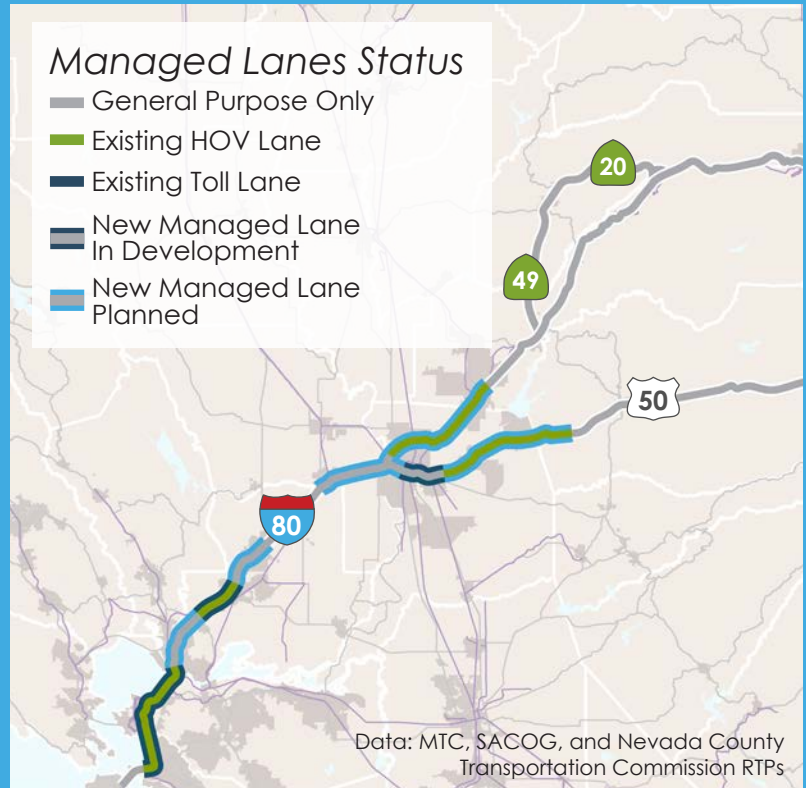 Managed Lanes Status
General Purpose Only
Existing HOV Lane
Existing Toll Lane
New Managed Lane
In Development
New Managed Lane
Planned
20
49
50
80
Data: MTC, SACOG, and Nevada County
Transportation Commission RTPs